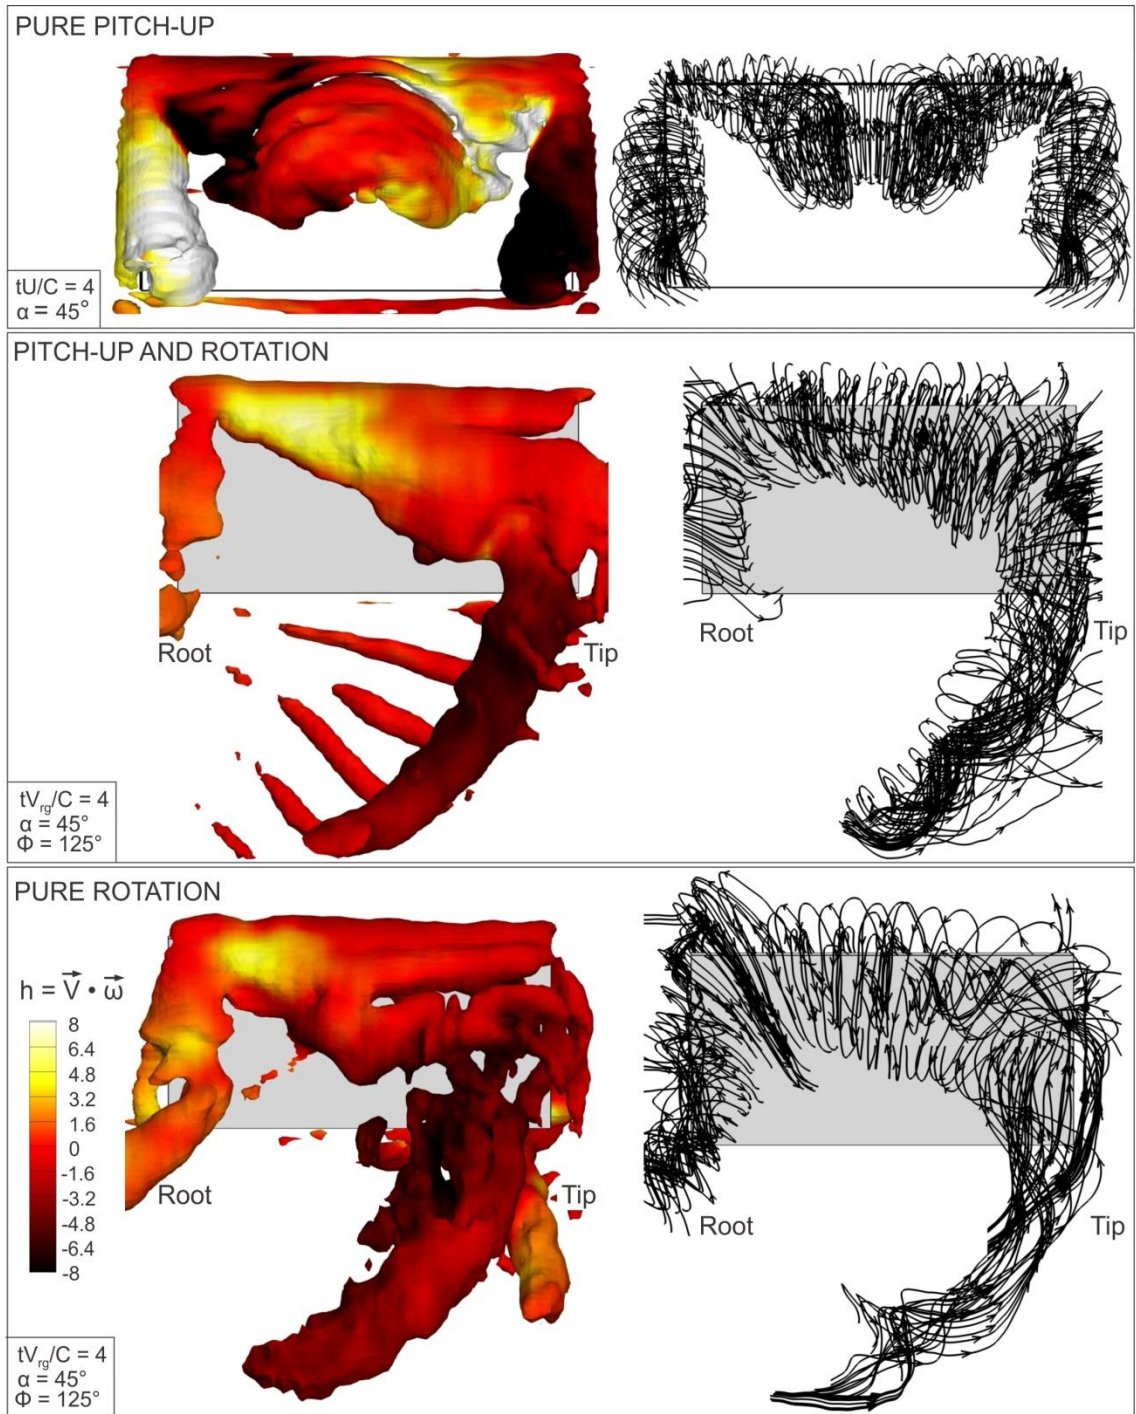 PURE PITCH-UP
tU/C = 4
α = 45°
PITCH-UP AND ROTATION
Root
Tip
Root
Tip
tVrg/C = 4
α = 45°
Φ = 125°
PURE ROTATION
h = V • ω
8
6.4
4.8
3.2
1.6
0
-1.6
-3.2
-4.8
-6.4
-8
Root
Tip
Root
Tip
tVrg/C = 4
α = 45°
Φ = 125°